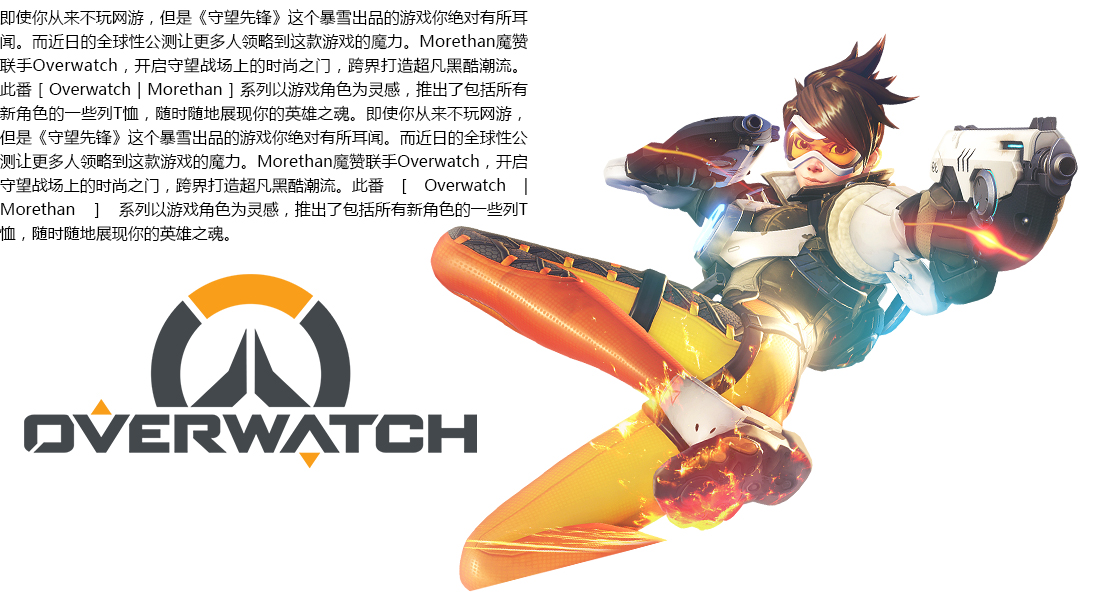 即使你从来不玩网游，但是《守望先锋》这个暴雪出品的游戏你绝对有所耳
闻。而近日的全球性公测让更多人领略到这款游戏的魔力。Morethan魔赞
联手Overwatch，开启守望战场上的时尚之门，跨界打造超凡黑酷潮流。
此番 [ Overwatch | Morethan ] 系列以游戏角色为灵感，推出了包括所有
新角色的一些列T恤，随时随地展现你的英雄之魂。即使你从来不玩网游，
但是《守望先锋》这个暴雪出品的游戏你绝对有所耳闻。而近日的全球性公
测让更多人领略到这款游戏的魔力。Morethan魔赞联手Overwatch，开启
守望战场上的时尚之门，跨界打造超凡黑酷潮流。此番 [ Overwatch |
Morethan ] 系列以游戏角色为灵感，推出了包括所有新角色的一些列T
恤，随时随地展现你的英雄之魂。
OVERWATCH